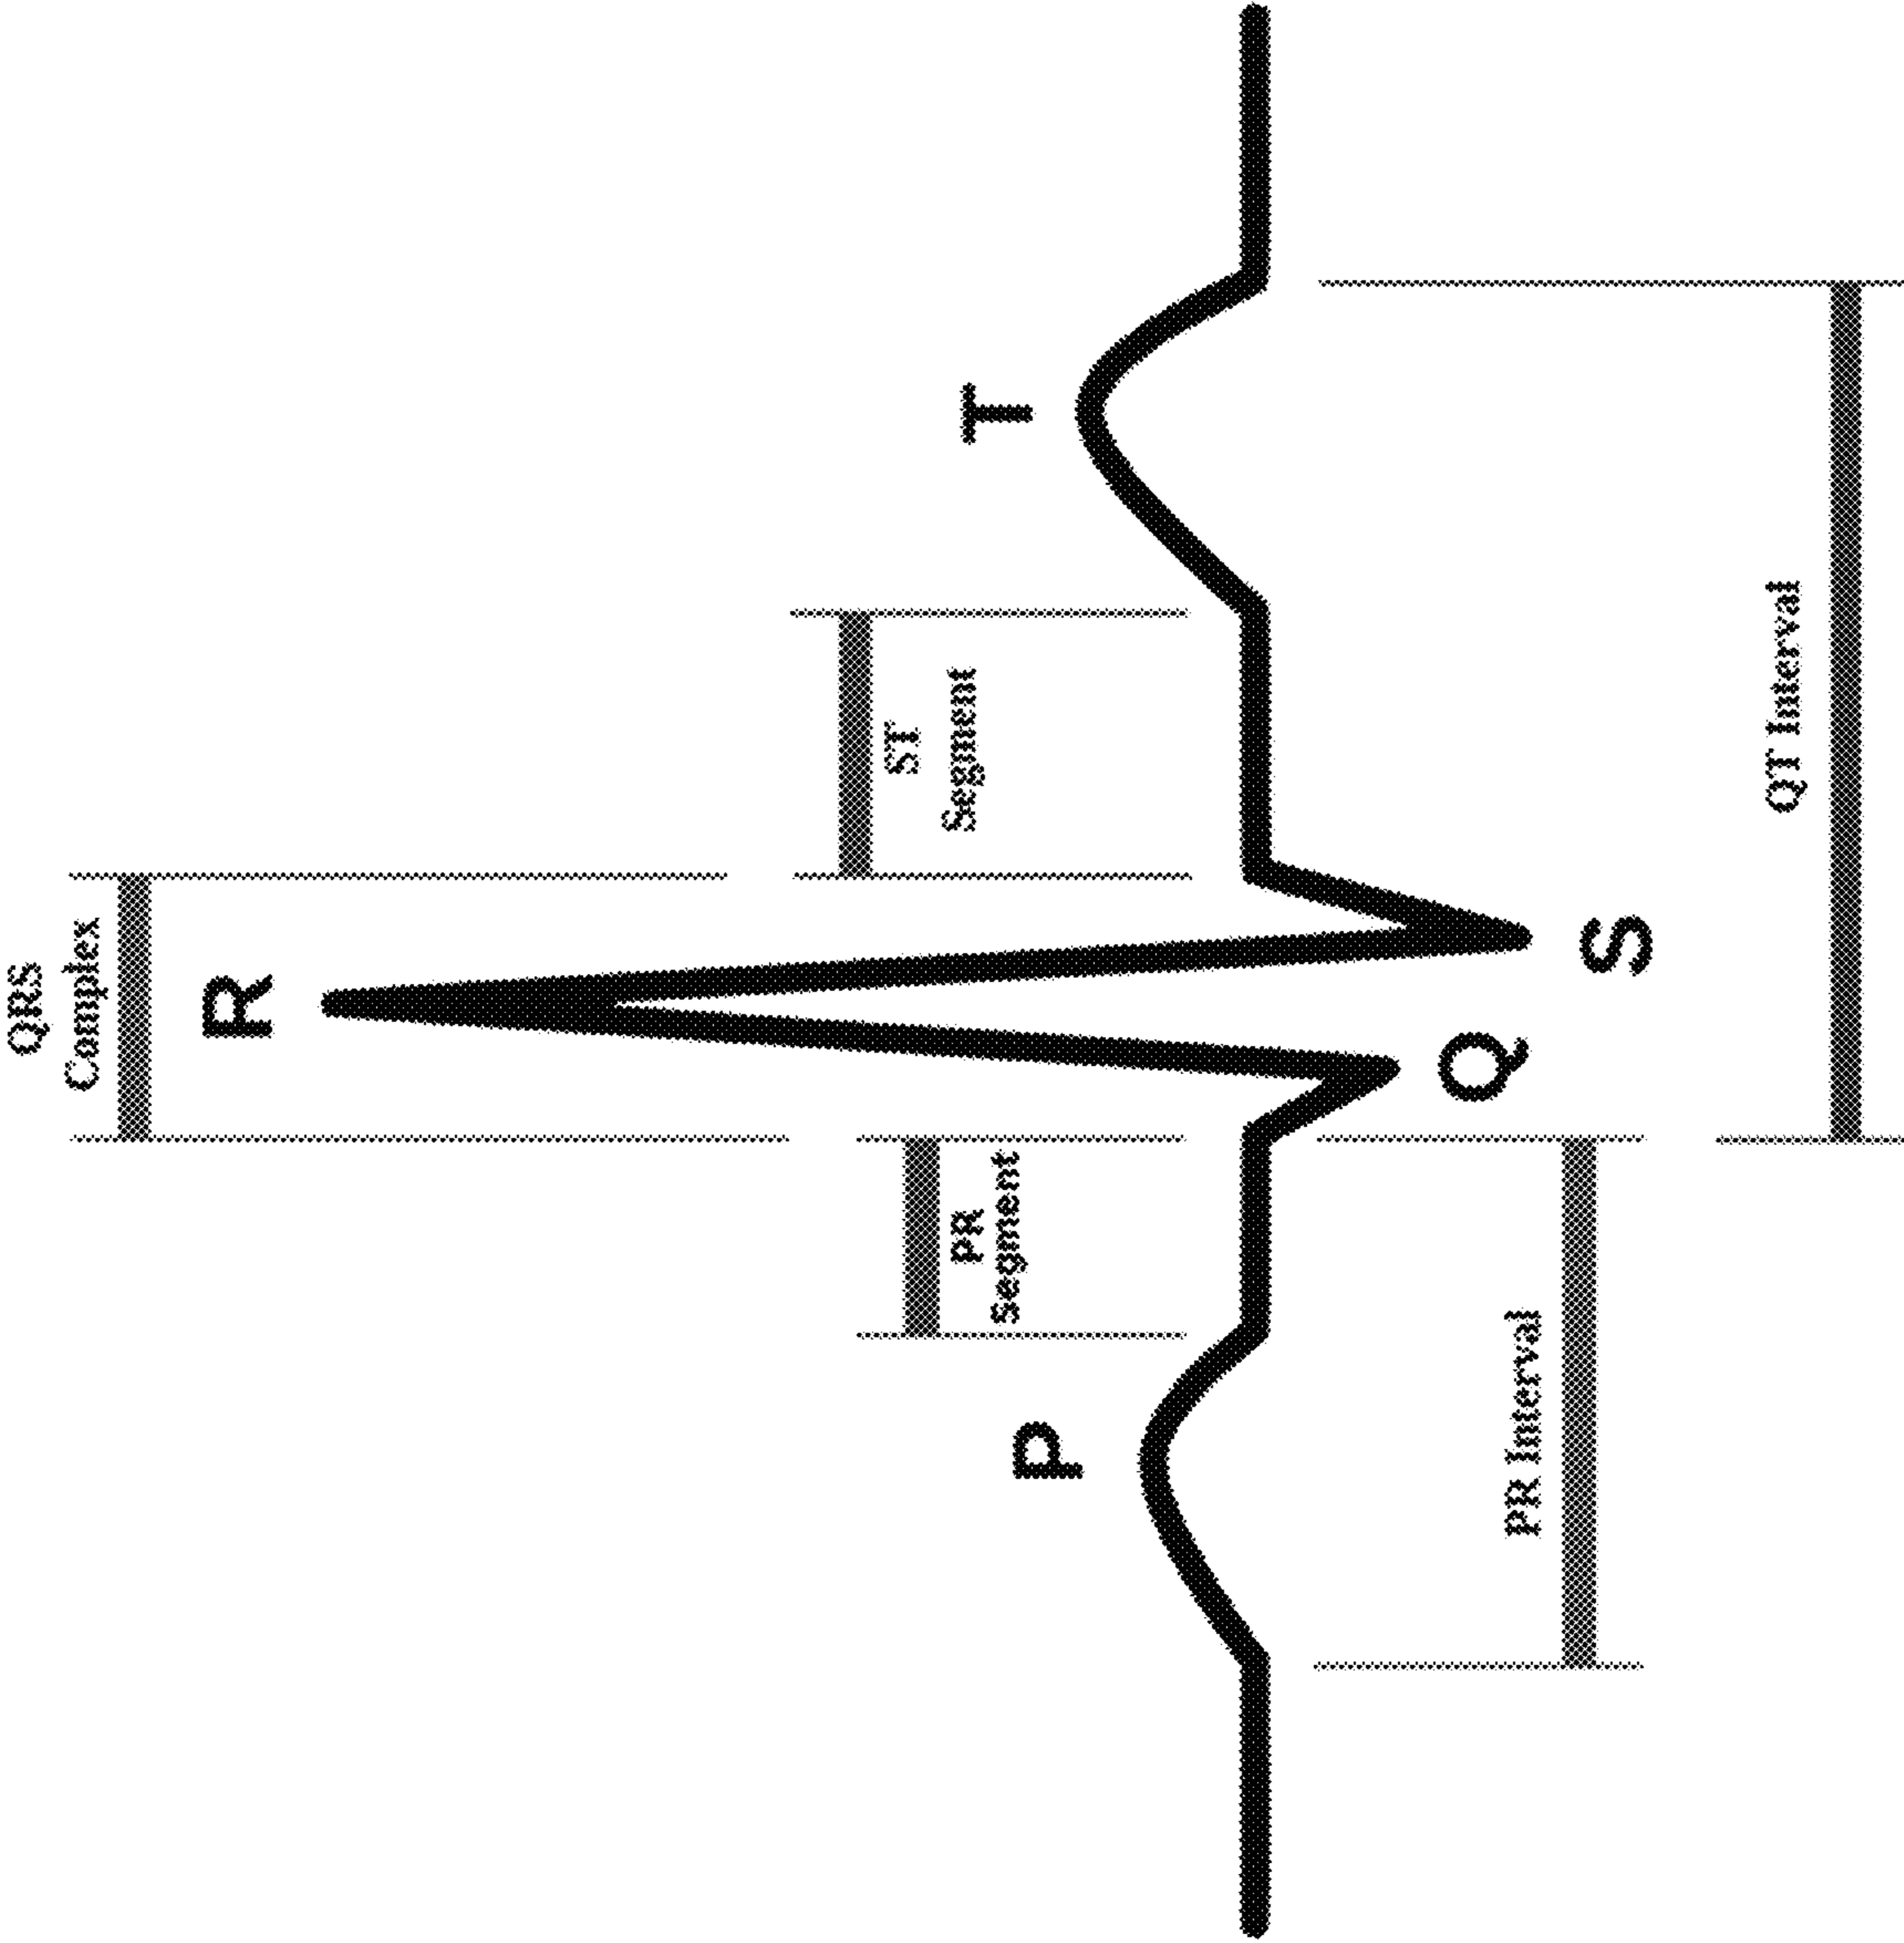 QRS
Complex
R
ST
Segment
T
PR
Segment
P
Q
S
PR Interval
QT Interval